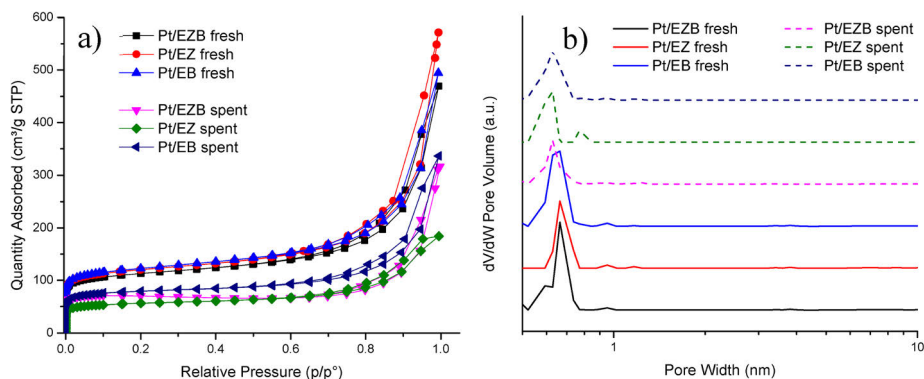 a)
Pt/EZB fresh
Pt/EZ fresh
Pt/EB fresh
Pt/EZB spent
Pt/EZ spent
Pt/EB spent
600
500
400
300
200
100
0
0.0 0.2 0.4 0.6 0.8 1.0
Quantity Adsorbed (cm³/g STP)
Relative Pressure (p/p°)
b)
Pt/EZB fresh
Pt/EZ fresh
Pt/EB fresh
Pt/EZB spent
Pt/EZ spent
Pt/EB spent
dV/dW Pore Volume (a.u.)
1 10
Pore Width (nm)